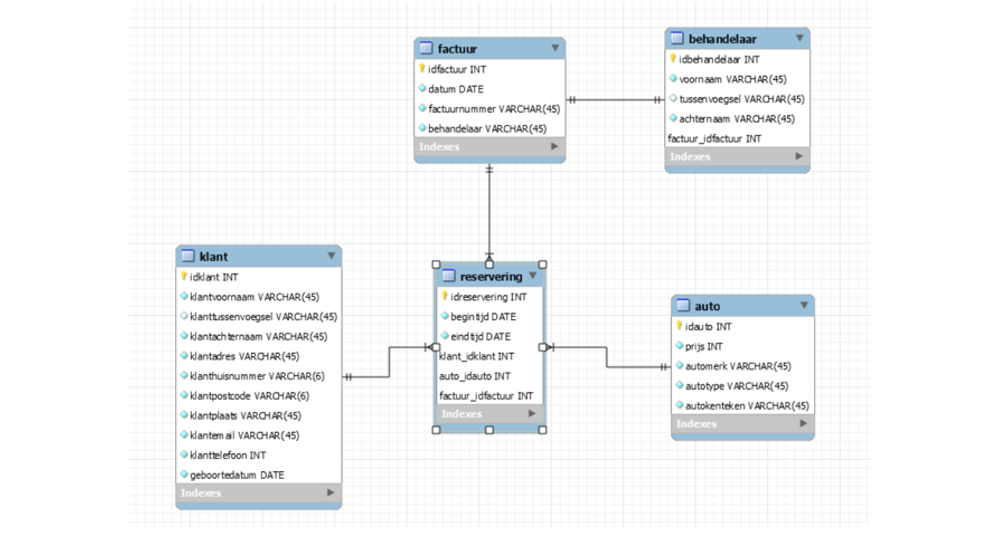 factuur
idfactuur INT
datum DATE
factuurnummer VARCHAR(45)
behandelaar VARCHAR(45)
Indexes
behandelaar
idbehandelaar INT
voornaam VARCHAR(45)
tussenvoegsel VARCHAR(45)
achternaam VARCHAR(45)
factuur_idfactuur INT
Indexes
klant
idklant INT
klantvoornaam VARCHAR(45)
klanttussenvoegsel VARCHAR(45)
klantachternaam VARCHAR(45)
klantadres VARCHAR(45)
klanthuisnummer VARCHAR(6)
klantpostcode VARCHAR(6)
klantplaats VARCHAR(45)
klantemail VARCHAR(45)
klanttelefoon INT
geboortedatum DATE
Indexes
reservering
idreservering INT
begintijd DATE
eindtijd DATE
klant_idklant INT
auto_idauto INT
factuur_idfactuur INT
Indexes
auto
idauto INT
prijs INT
automerk VARCHAR(45)
autotype VARCHAR(45)
autokenteken VARCHAR(45)
Indexes